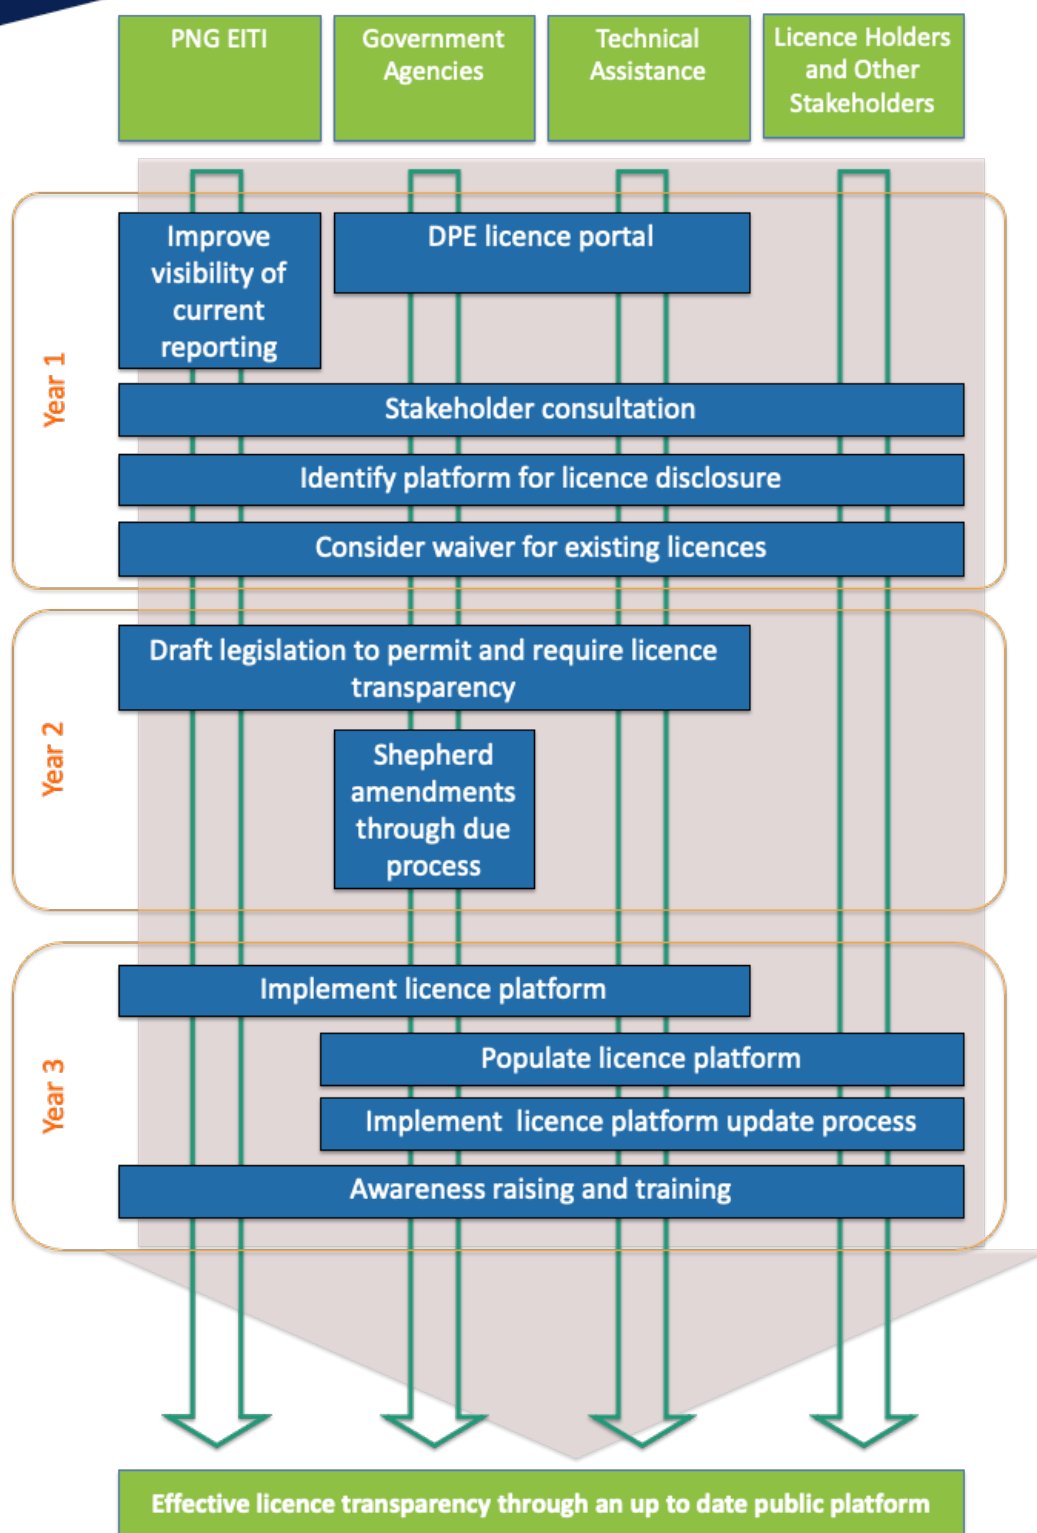 PNG EITI
Government
Agencies
Technical
Assistance
Licence Holders
and Other
Stakeholders
Year 1
Improve
visibility of
current
reporting
DPE licence portal
Stakeholder consultation
Identify platform for licence disclosure
Consider waiver for existing licences
Year 2
Draft legislation to permit and require licence
transparency
Shepherd
amendments
through due
process
Year 3
Implement licence platform
Populate licence platform
Implement  licence platform update process
Awareness raising and training
Effective licence transparency through an up to date public platform